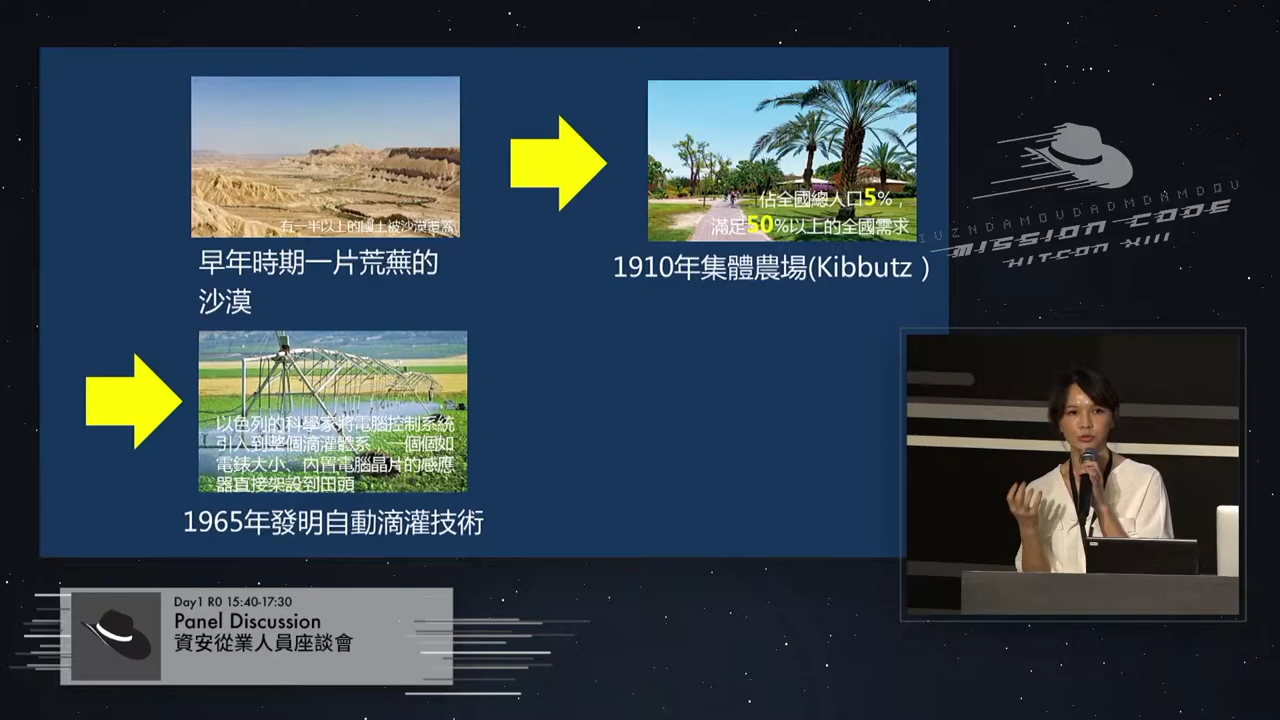 有一半以上的國土被沙漠覆蓋
早年時期一片荒蕪的
沙漠
佔全國總人口5%，
滿足50%以上的全國需求
1910年集體農場(Kibbutz )
以色列的科學家將電腦控制系統
引入到整個滴灌體系，一個個如
電錶大小、內置電腦晶片的感應
器直接架設到田頭
1965年發明自動滴灌技術
MISSION CODE
HITCON XIII
Day1 R0 15:40-17:30
Panel Discussion
資安從業人員座談會